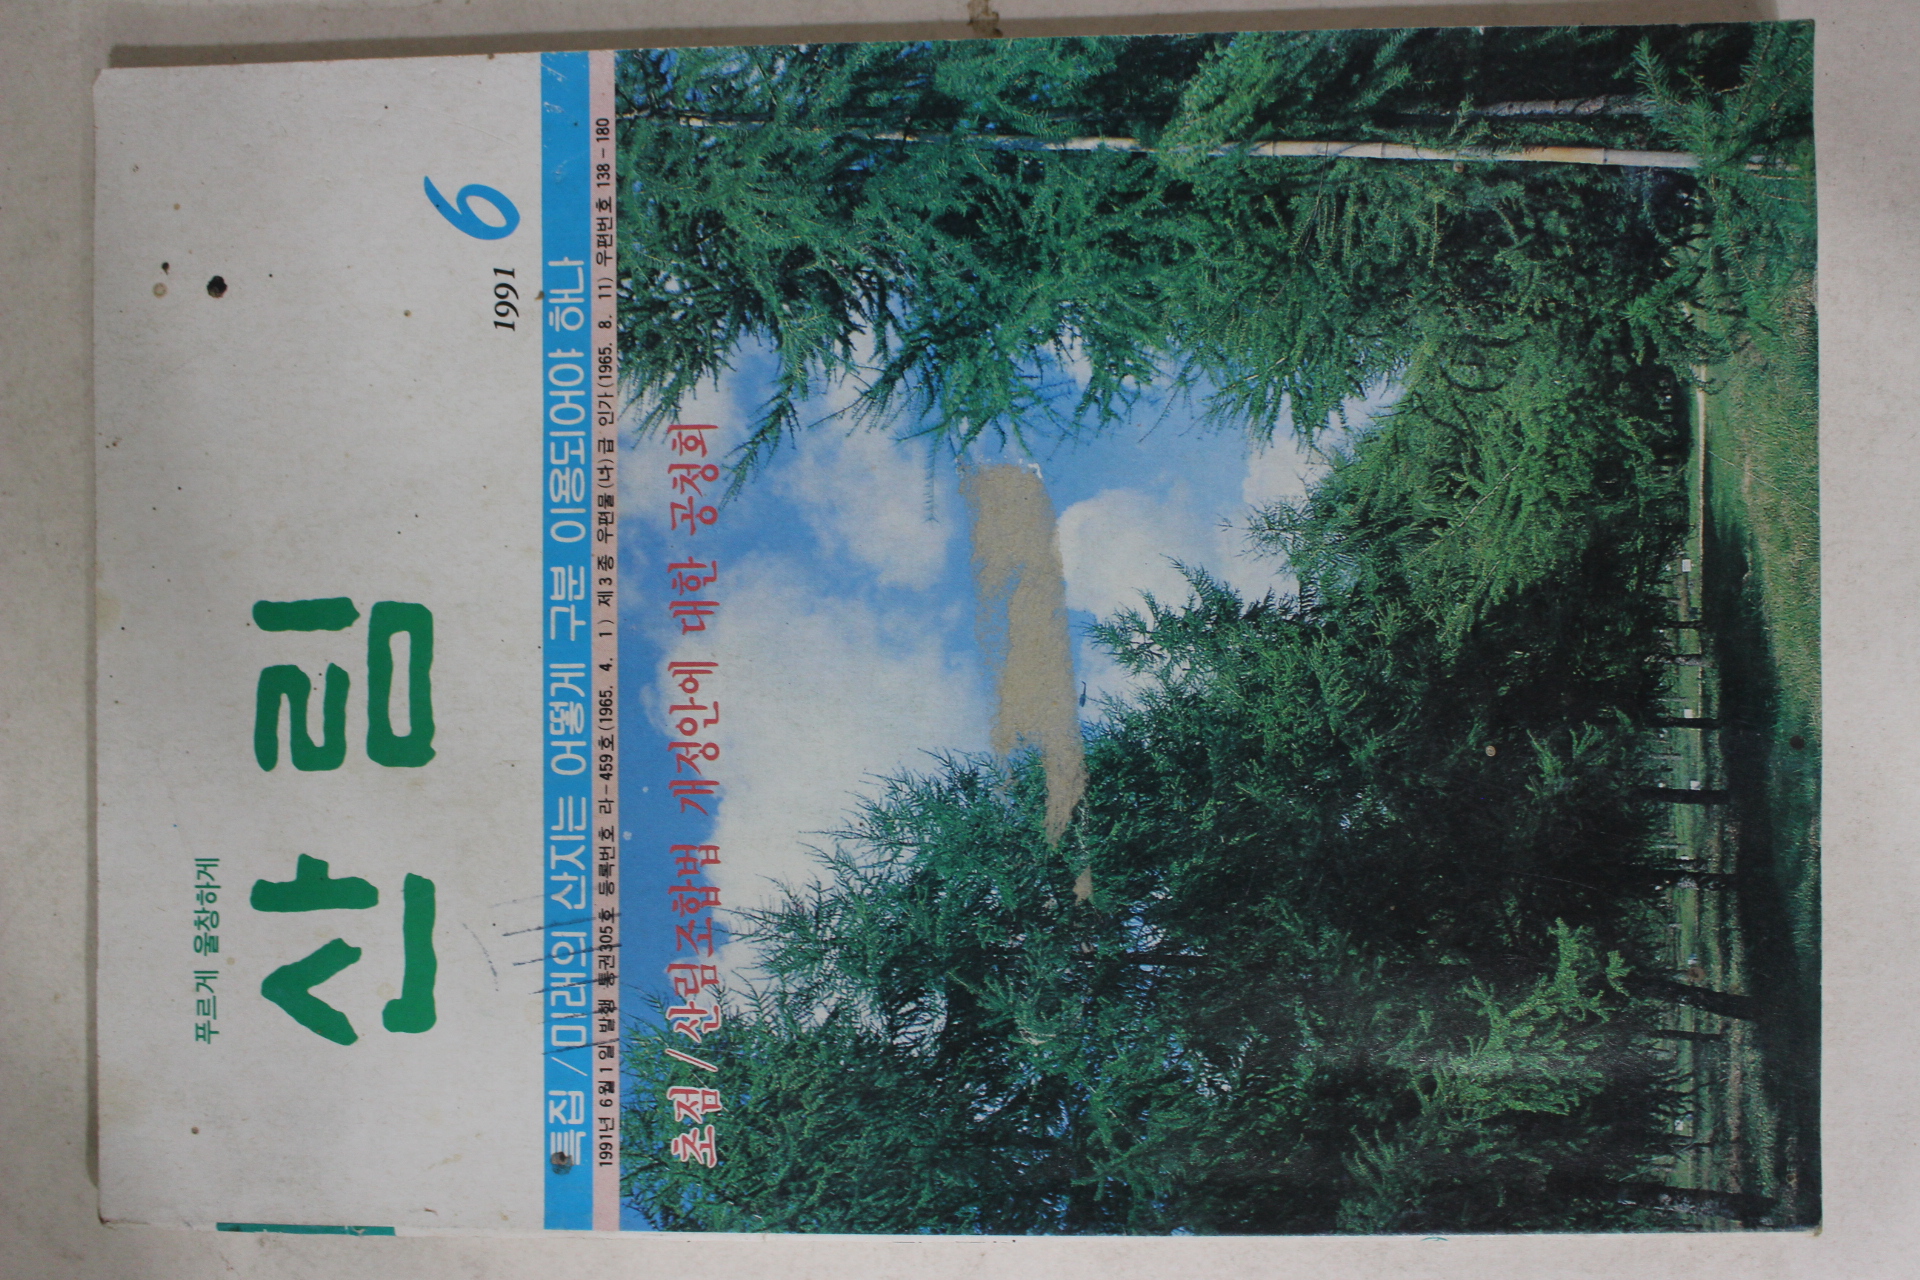 푸르게 울창하게
산림
1991 6
특집 / 미래의 산지는 어떻게 구분 이용되어야 하나
1991년 6월 1일 발행 통권305호 등록번호 라-459호(1965. 4. 1) 제3종 우편물(나)급 인가(1965. 8. 11) 우편번호 138-180
초점 / 산림조합법 개정안에 대한 공청회